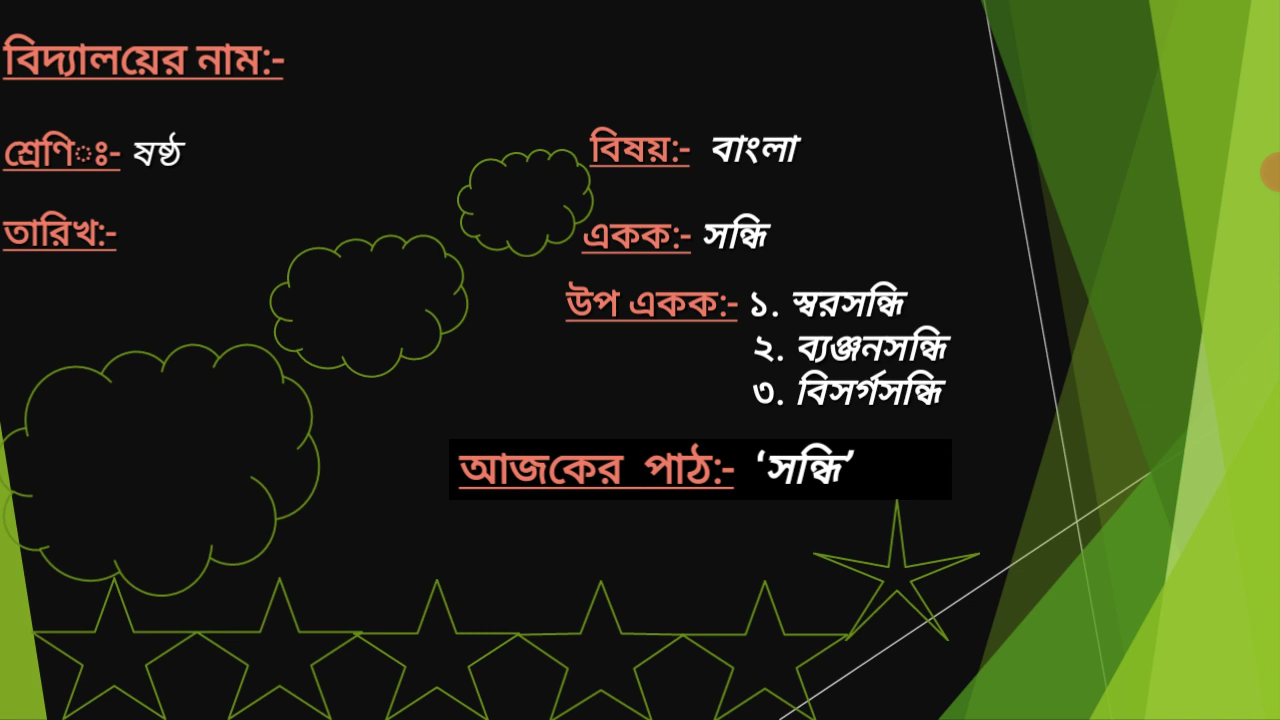 বিদ্যালয়ের নাম:-
শ্রেণিঃ:- ষষ্ঠ
বিষয়:- বাংলা
তারিখ:-
একক:- সন্ধি
উপ একক:- ১. স্বরসন্ধি
২. ব্যঞ্জনসন্ধি
৩. বিসর্গসন্ধি
আজকের পাঠ:- ‘সন্ধি’